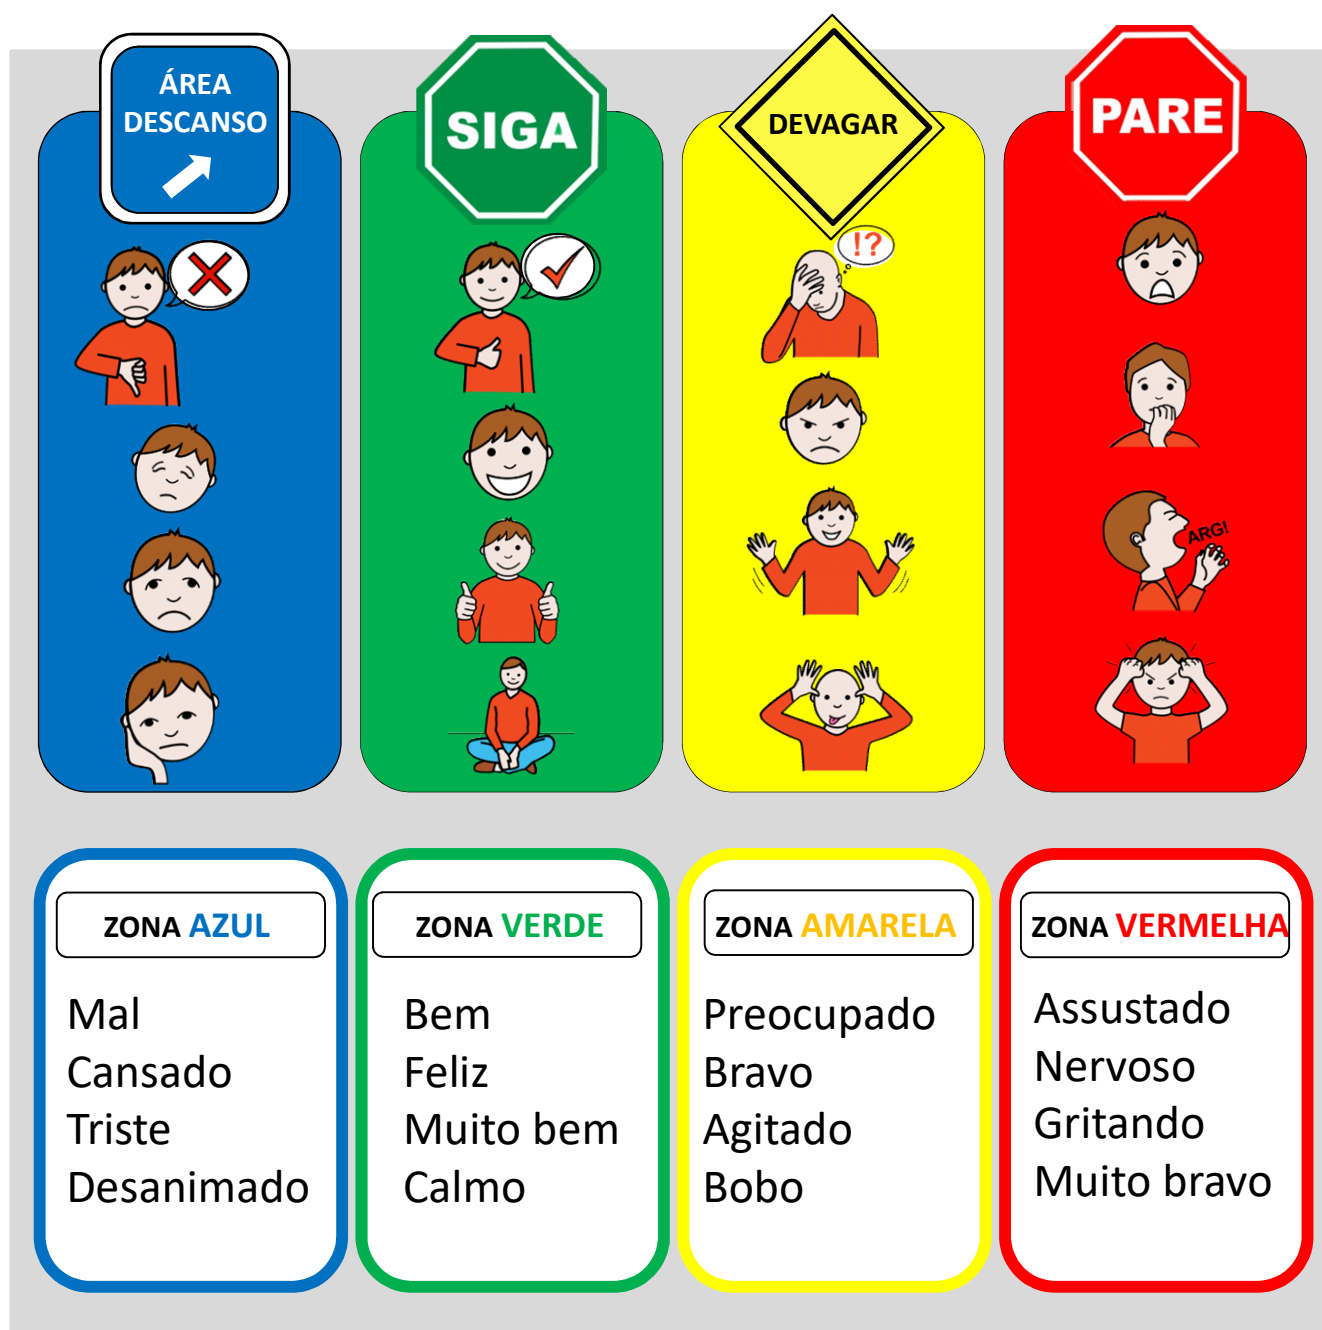 ÁREA
DESCANSO
SIGA
DEVAGAR
PARE
!?
ARG!
ZONA AZUL
Mal
Cansado
Triste
Desanimado
ZONA VERDE
Bem
Feliz
Muito bem
Calmo
ZONA AMARELA
Preocupado
Bravo
Agitado
Bobo
ZONA VERMELHA
Assustado
Nervoso
Gritando
Muito bravo